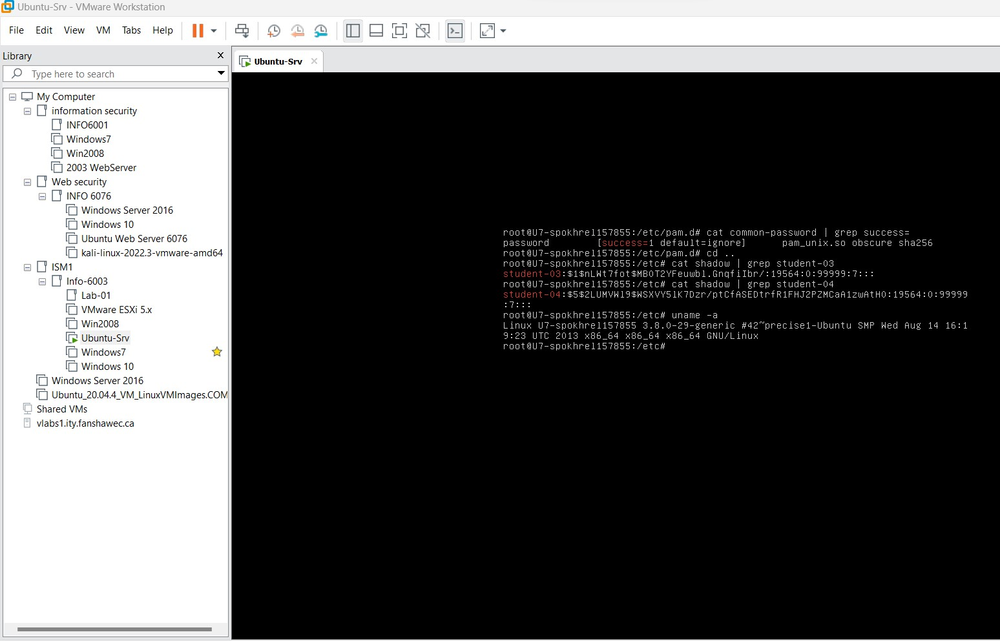 Ubuntu-Srv - VMware Workstation
File Edit View VM Tabs Help
Library
Type here to search
My Computer
information security
INFO6001
Windows7
Win2008
2003 WebServer
Web security
INFO 6076
Windows Server 2016
Windows 10
Ubuntu Web Server 6076
kali-linux-2022.3-vmware-amd64
ISM1
Info-6003
Lab-01
VMware ESXi 5.x
Win2008
Ubuntu-Srv
Windows7
Windows 10
Windows Server 2016
Ubuntu_20.04.4_VM_LinuxVMImages.COM
Shared VMs
vlabs1.ity.fanshawec.ca
Ubuntu-Srv
root@U7-spokhrel157855:/etc/pam.d# cat common-password | grep success=
password [success=1 default=ignore] pam_unix.so obscure sha256
root@U7-spokhrel157855:/etc/pam.d# cd ..
root@U7-spokhrel157855:/etc# cat shadow | grep student-03
student-03:$1$nLWt7fot$MBOT2YFeuwbl.GnqfiIbr/:19564:0:99999:7:::
root@U7-spokhrel157855:/etc# cat shadow | grep student-04
student-04:$5$2LUMVWl9$WSXVY5lK7Dzr/ptCfASEDtrfR1FHJ2PZMCaA1zwAtH0:19564:0:99999
:7:::
root@U7-spokhrel157855:/etc# uname -a
Linux U7-spokhrel157855 3.8.0-29-generic #42~precise1-Ubuntu SMP Wed Aug 14 16:1
9:23 UTC 2013 x86_64 x86_64 x86_64 GNU/Linux
root@U7-spokhrel157855:/etc#